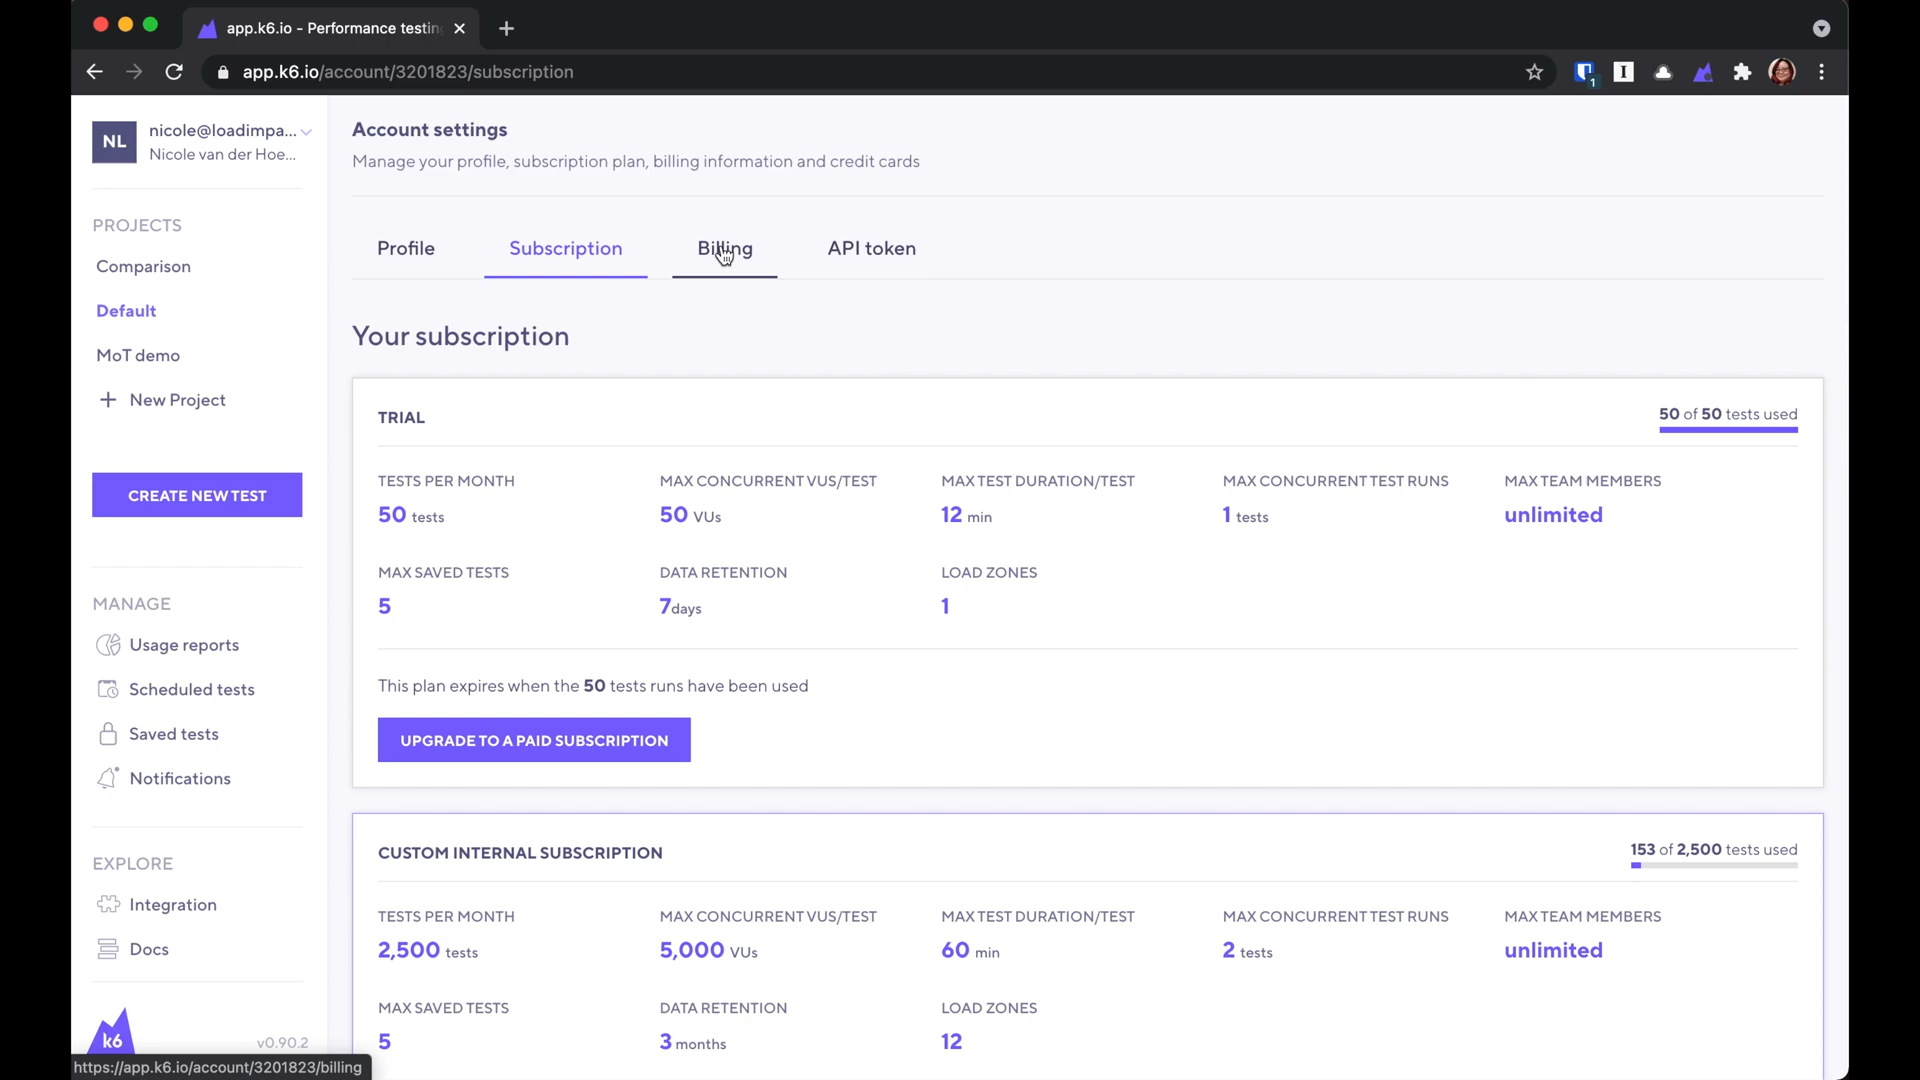 app.k6.io - Performance testin
app.k6.io/account/3201823/subscription
1
NL
nicole@loadimpa...
Nicole van der Hoe...
PROJECTS
Comparison
Default
MoT demo
New Project
CREATE NEW TEST
MANAGE
Usage reports
Scheduled tests
Saved tests
Notifications
EXPLORE
Integration
Docs
k6
v0.90.2
https://app.k6.io/account/3201823/billing
Account settings
Manage your profile, subscription plan, billing information and credit cards
Profile Subscription Billing API token
Your subscription
TRIAL 50 of 50 tests used
TESTS PER MONTH MAX CONCURRENT VUS/TEST MAX TEST DURATION/TEST MAX CONCURRENT TEST RUNS MAX TEAM MEMBERS
50 tests 50 VUs 12 min 1 tests unlimited
MAX SAVED TESTS DATA RETENTION LOAD ZONES
5 7days 1
This plan expires when the 50 tests runs have been used
UPGRADE TO A PAID SUBSCRIPTION
CUSTOM INTERNAL SUBSCRIPTION 153 of 2,500 tests used
TESTS PER MONTH MAX CONCURRENT VUS/TEST MAX TEST DURATION/TEST MAX CONCURRENT TEST RUNS MAX TEAM MEMBERS
2,500 tests 5,000 VUs 60 min 2 tests unlimited
MAX SAVED TESTS DATA RETENTION LOAD ZONES
5 3 months 12